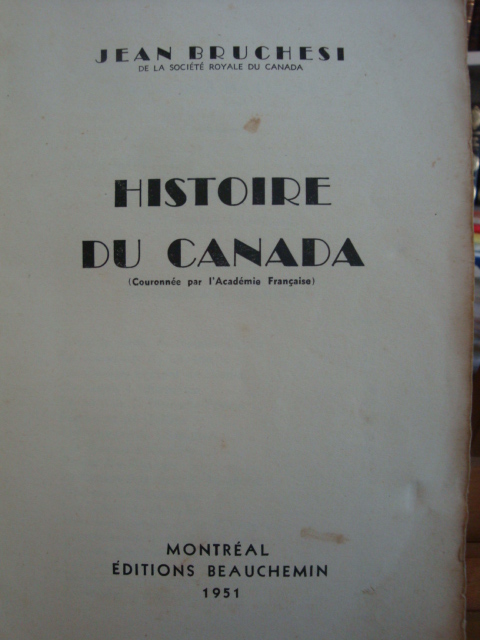 JEAN BRUCHESI
DE LA SOCIÉTÉ ROYALE DU CANADA
HISTOIRE
DU CANADA
(Couronnée par l'Académie Française)
MONTRÉAL
ÉDITIONS BEAUCHEMIN
1951